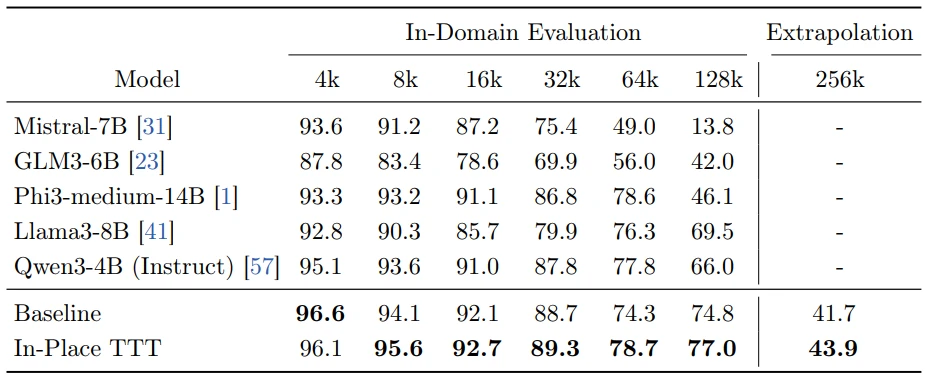 In-Domain Evaluation Extrapolation
Model 4k 8k 16k 32k 64k 128k 256k
Mistral-7B [31] 93.6 91.2 87.2 75.4 49.0 13.8 -
GLM3-6B [23] 87.8 83.4 78.6 69.9 56.0 42.0 -
Phi3-medium-14B [1] 93.3 93.2 91.1 86.8 78.6 46.1 -
Llama3-8B [41] 92.8 90.3 85.7 79.9 76.3 69.5 -
Qwen3-4B (Instruct) [57] 95.1 93.6 91.0 87.8 77.8 66.0 -
Baseline 96.6 94.1 92.1 88.7 74.3 74.8 41.7
In-Place TTT 96.1 95.6 92.7 89.3 78.7 77.0 43.9